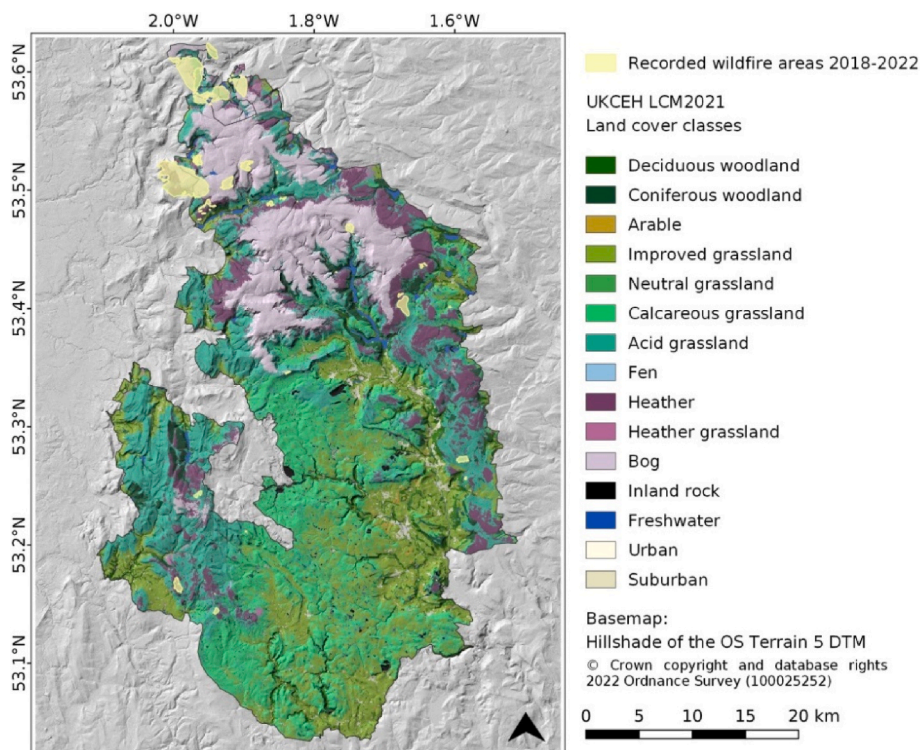 2.0°W 1.8°W 1.6°W
53.6°N
53.5°N
53.4°N
53.3°N
53.2°N
53.1°N
Recorded wildfire areas 2018-2022
UKCEH LCM2021
Land cover classes
Deciduous woodland
Coniferous woodland
Arable
Improved grassland
Neutral grassland
Calcareous grassland
Acid grassland
Fen
Heather
Heather grassland
Bog
Inland rock
Freshwater
Urban
Suburban
Basemap:
Hillshade of the OS Terrain 5 DTM
© Crown copyright and database rights
2022 Ordnance Survey (100025252)
0 5 10 15 20 km